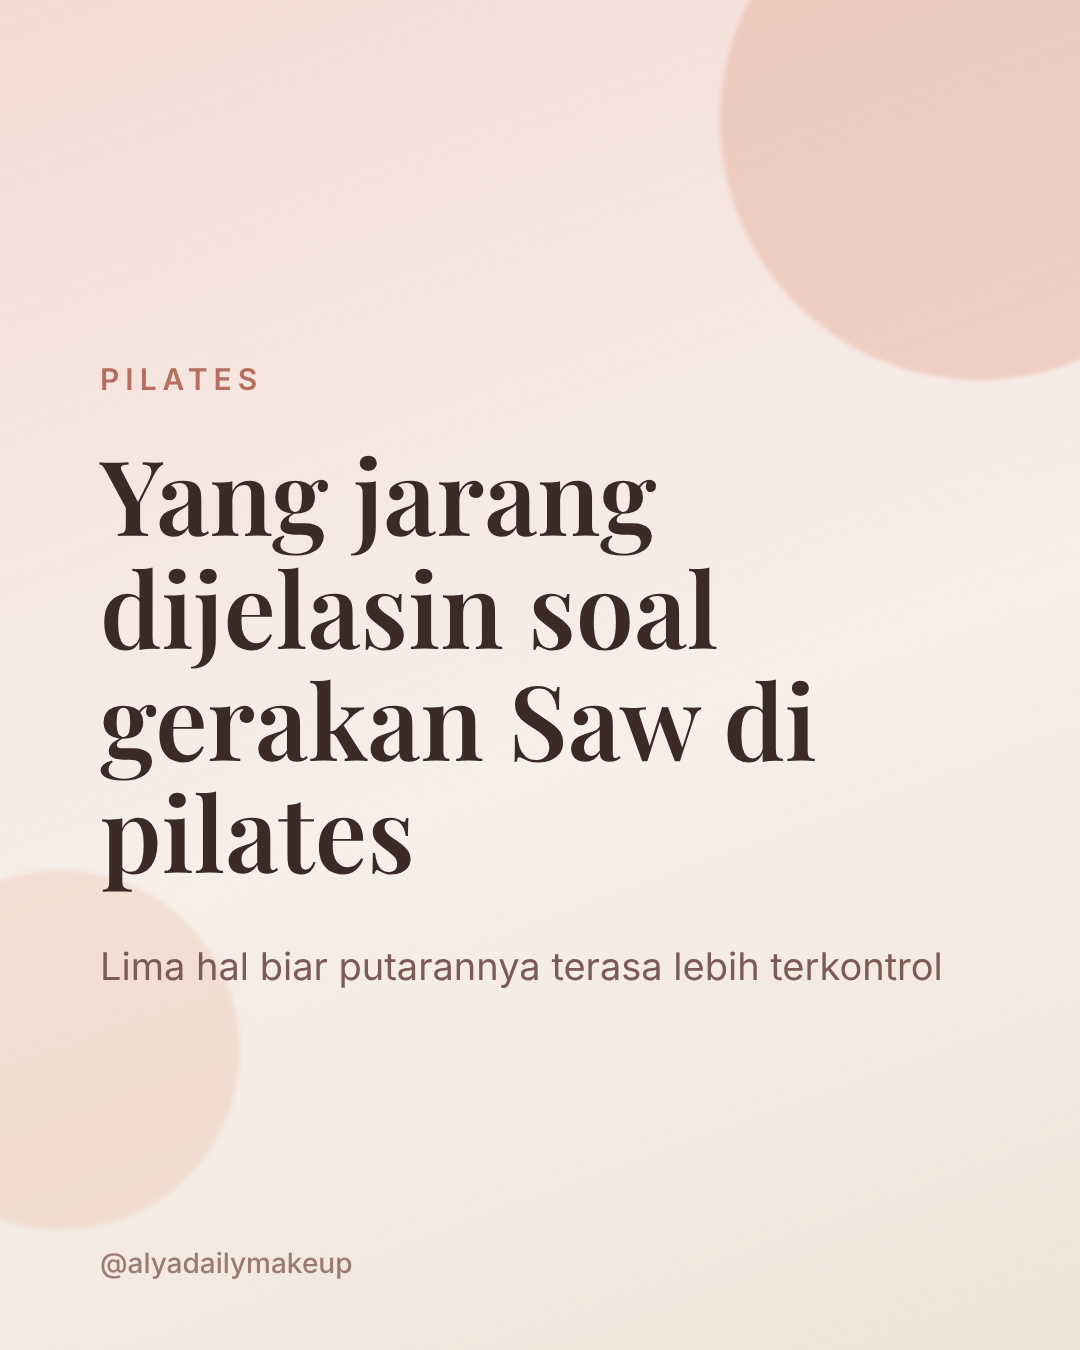 PILATES
Yang jarang
dijelasin soal
gerakan Saw di
pilates
Lima hal biar putarannya terasa lebih terkontrol
@alyadailymakeup